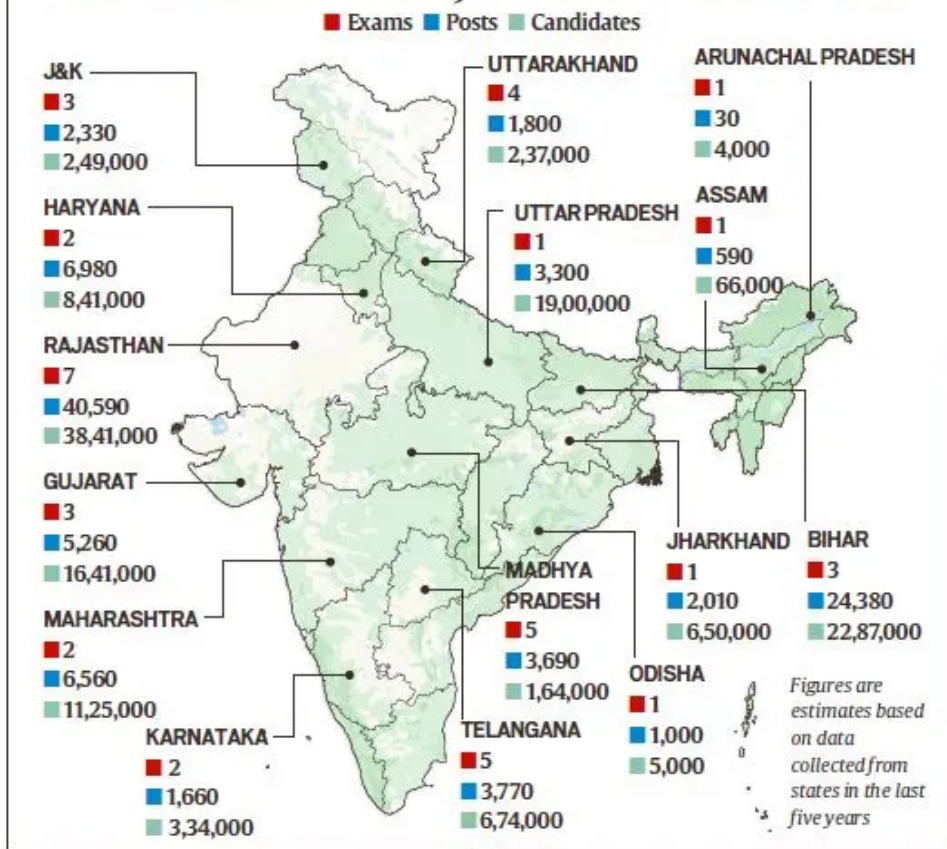 Exams Posts Candidates
J&K
3
2,330
2,49,000
HARYANA
2
6,980
8,41,000
RAJASTHAN
7
40,590
38,41,000
GUJARAT
3
5,260
16,41,000
MAHARASHTRA
2
6,560
11,25,000
KARNATAKA
2
1,660
3,34,000
UTTARAKHAND
4
1,800
2,37,000
UTTAR PRADESH
1
3,300
19,00,000
ARUNACHAL PRADESH
1
30
4,000
ASSAM
1
590
66,000
MADHYA
PRADESH
5
3,690
1,64,000
TELANGANA
5
3,770
6,74,000
JHARKHAND
1
2,010
6,50,000
BIHAR
3
24,380
22,87,000
ODISHA
1
1,000
5,000
Figures are
estimates based
on data
collected from
states in the last
five years